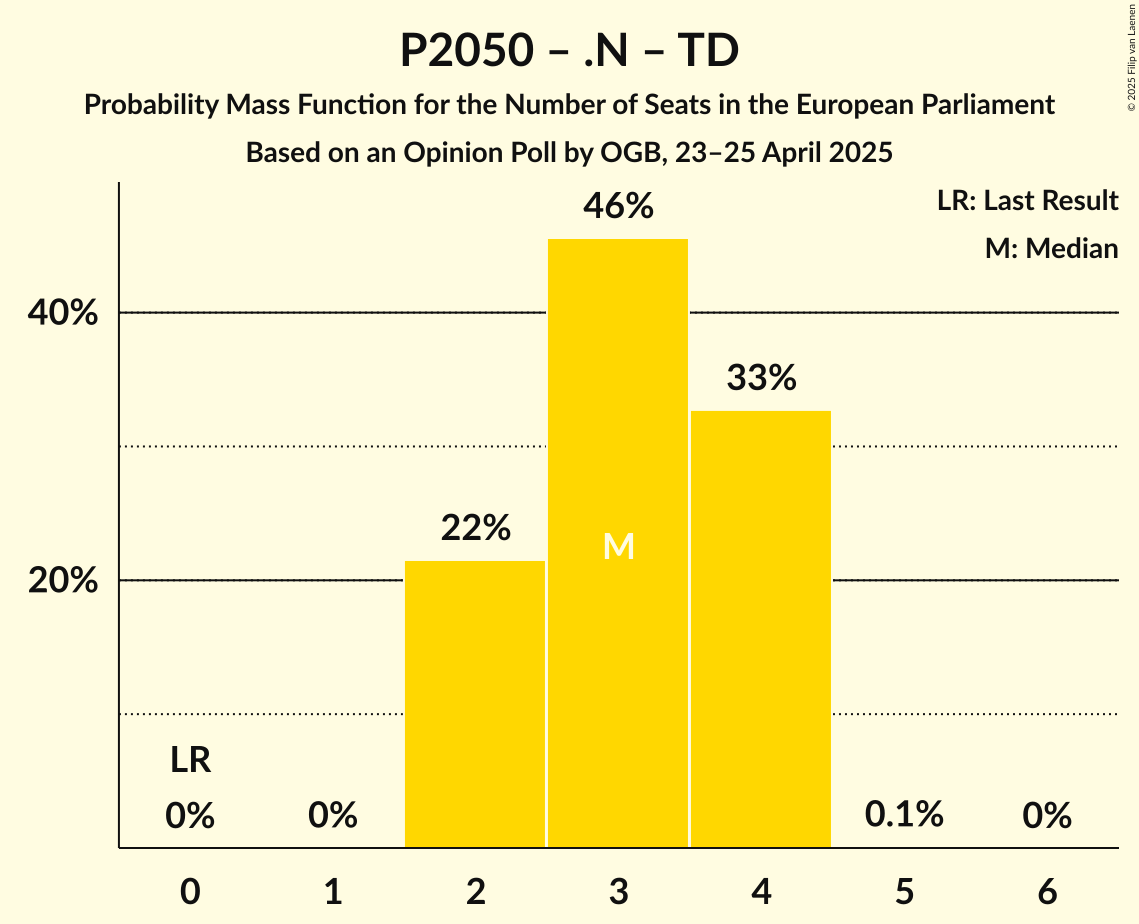 P2050 – .N – TD
Probability Mass Function for the Number of Seats in the European Parliament
Based on an Opinion Poll by OGB, 23–25 April 2025
© 2025 Filip van Laenen
LR: Last Result
M: Median
46%
40%
33%
22%
M
20%
LR
0%
0%
0.1%
0%
0
1
2
3
4
5
6